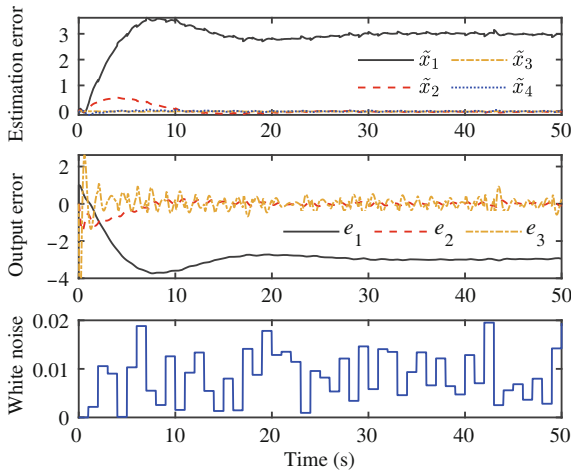 Estimation error
3
2
1
0
x̃₁ x̃₃
x̃₂ x̃₄
0 10 20 30 40 50
Output error
2
0
−2
−4
e₁ e₂ e₃
0 10 20 30 40 50
White noise
0.02
0.01
0
0 10 20 30 40 50
Time (s)